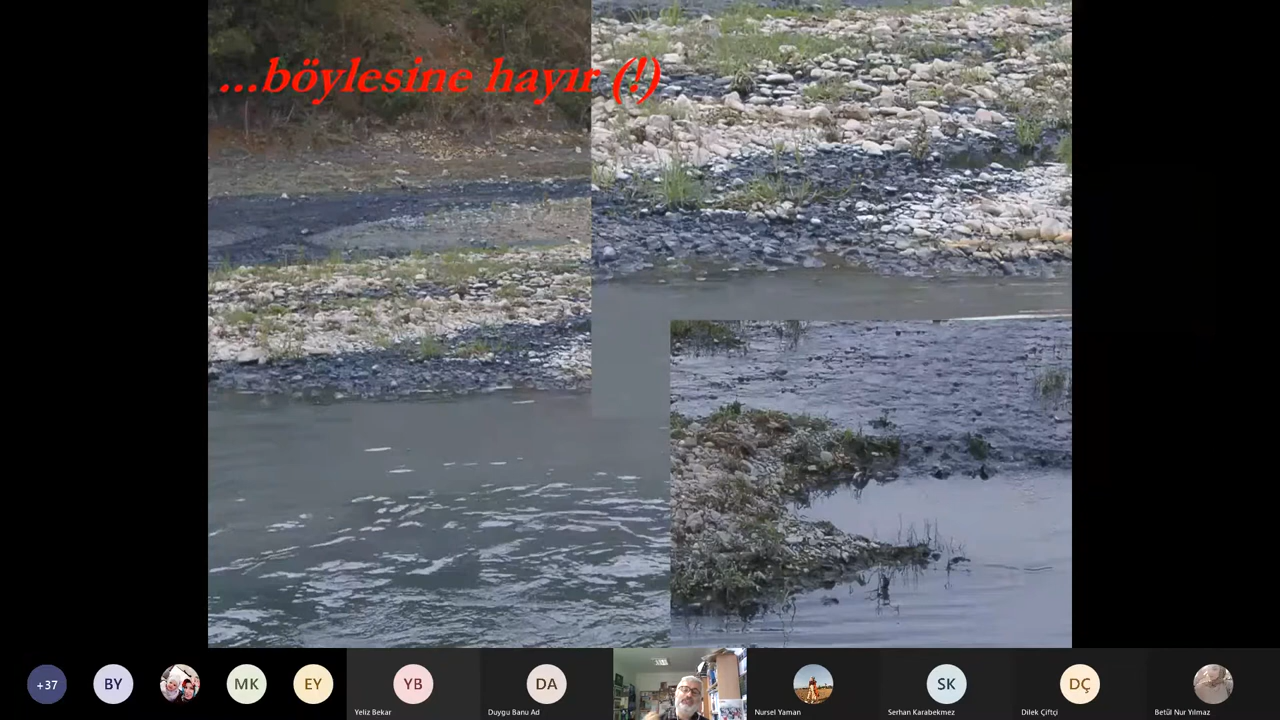 ...böylesine hayır (!)
+37
BY
MK
EY
YB
Yeliz Bekar
DA
Duygu Banu Ad
Nursel Yaman
SK
Serhan Karabekmez
DÇ
Dilek Çiftçi
Betül Nur Yılmaz